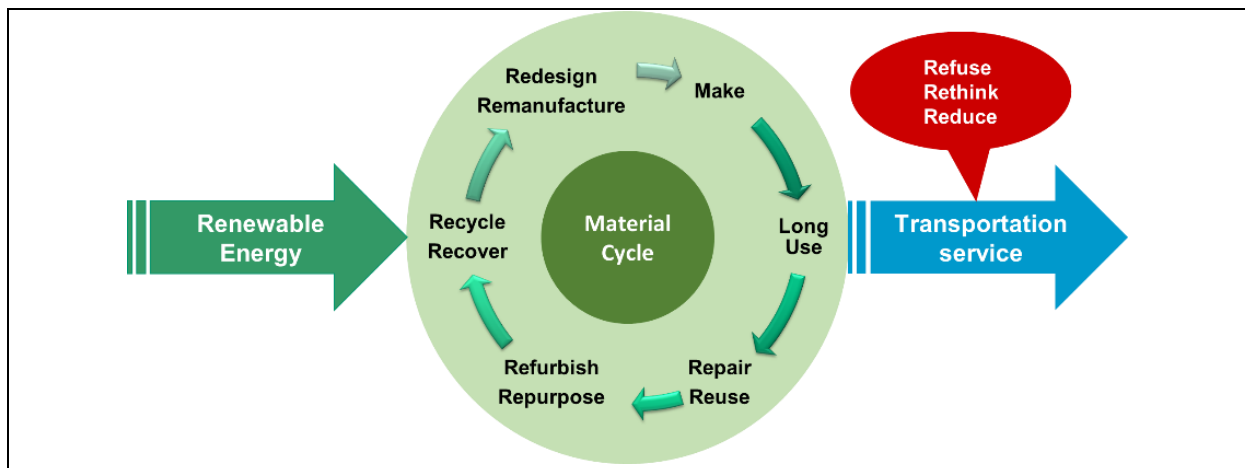 Renewable
Energy
Redesign
Remanufacture
Make
Long
Use
Repair
Reuse
Refurbish
Repurpose
Recycle
Recover
Material
Cycle
Refuse
Rethink
Reduce
Transportation
service